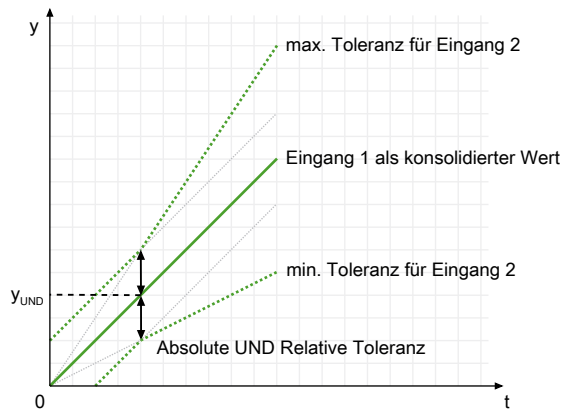 y
max. Toleranz für Eingang 2
Eingang 1 als konsolidierter Wert
min. Toleranz für Eingang 2
yUND
Absolute UND Relative Toleranz
0
t